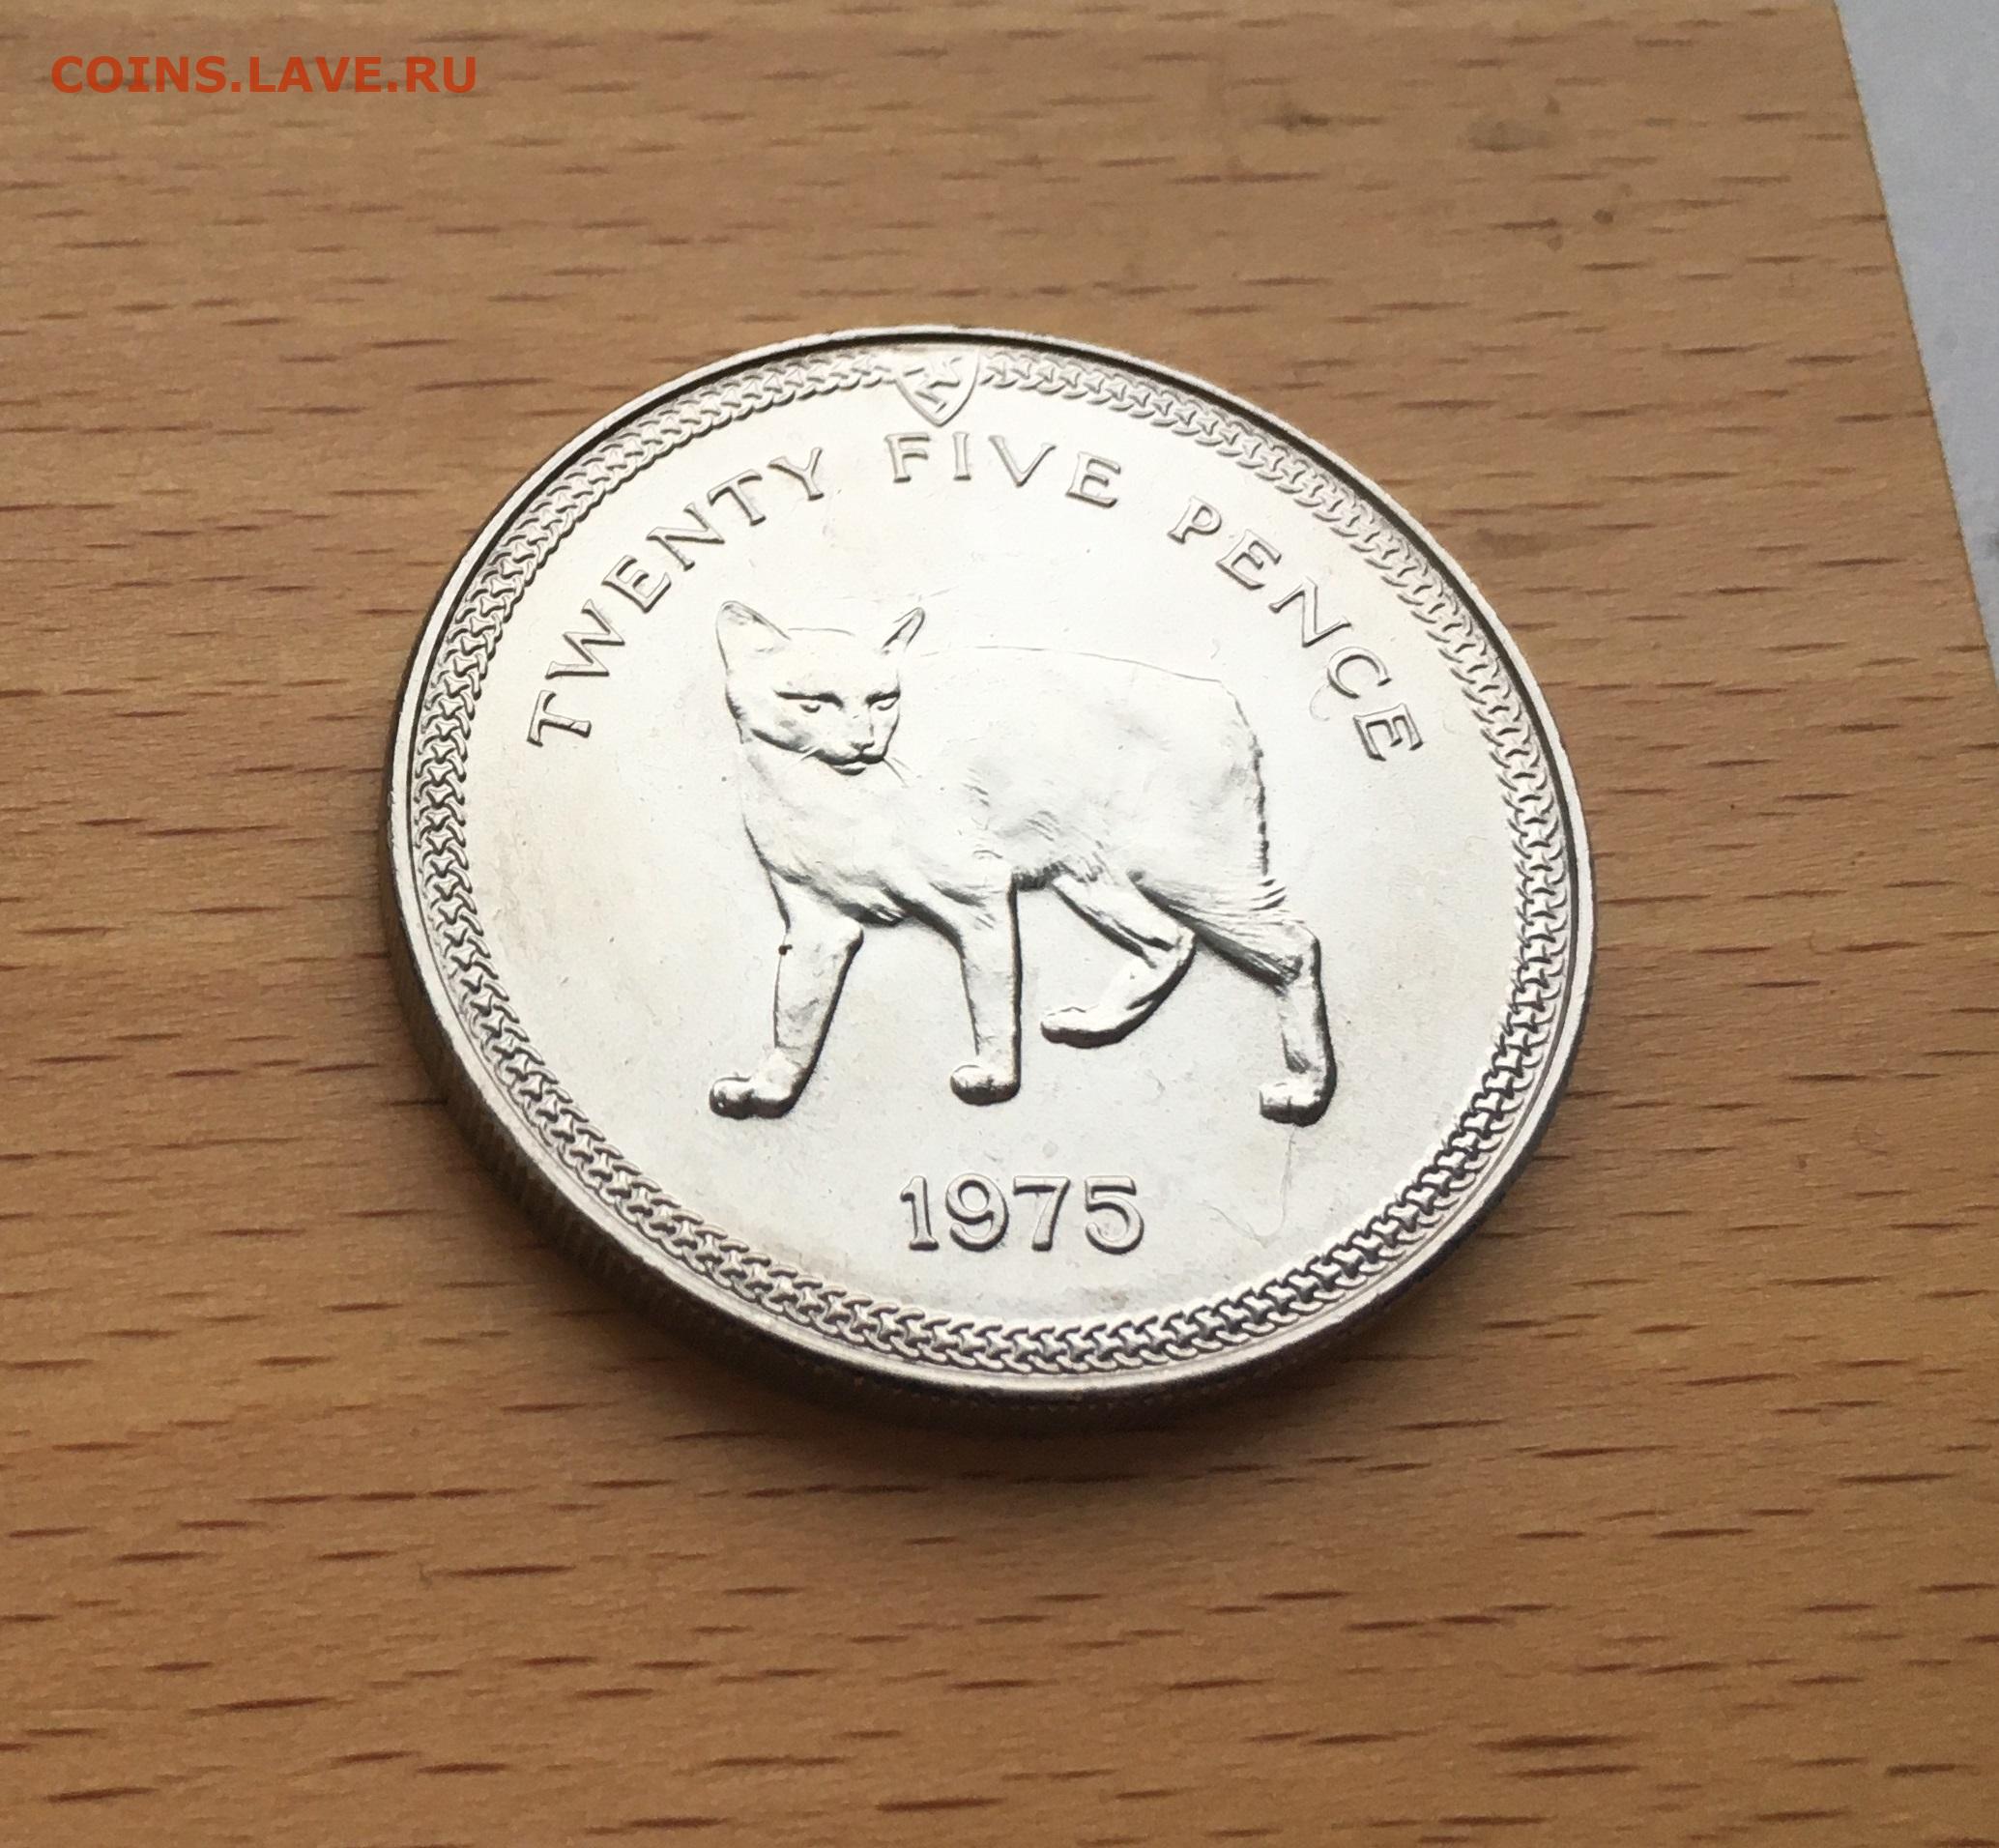 COINS.LAVE.RU
TWENTY FIVE PENCE
1975